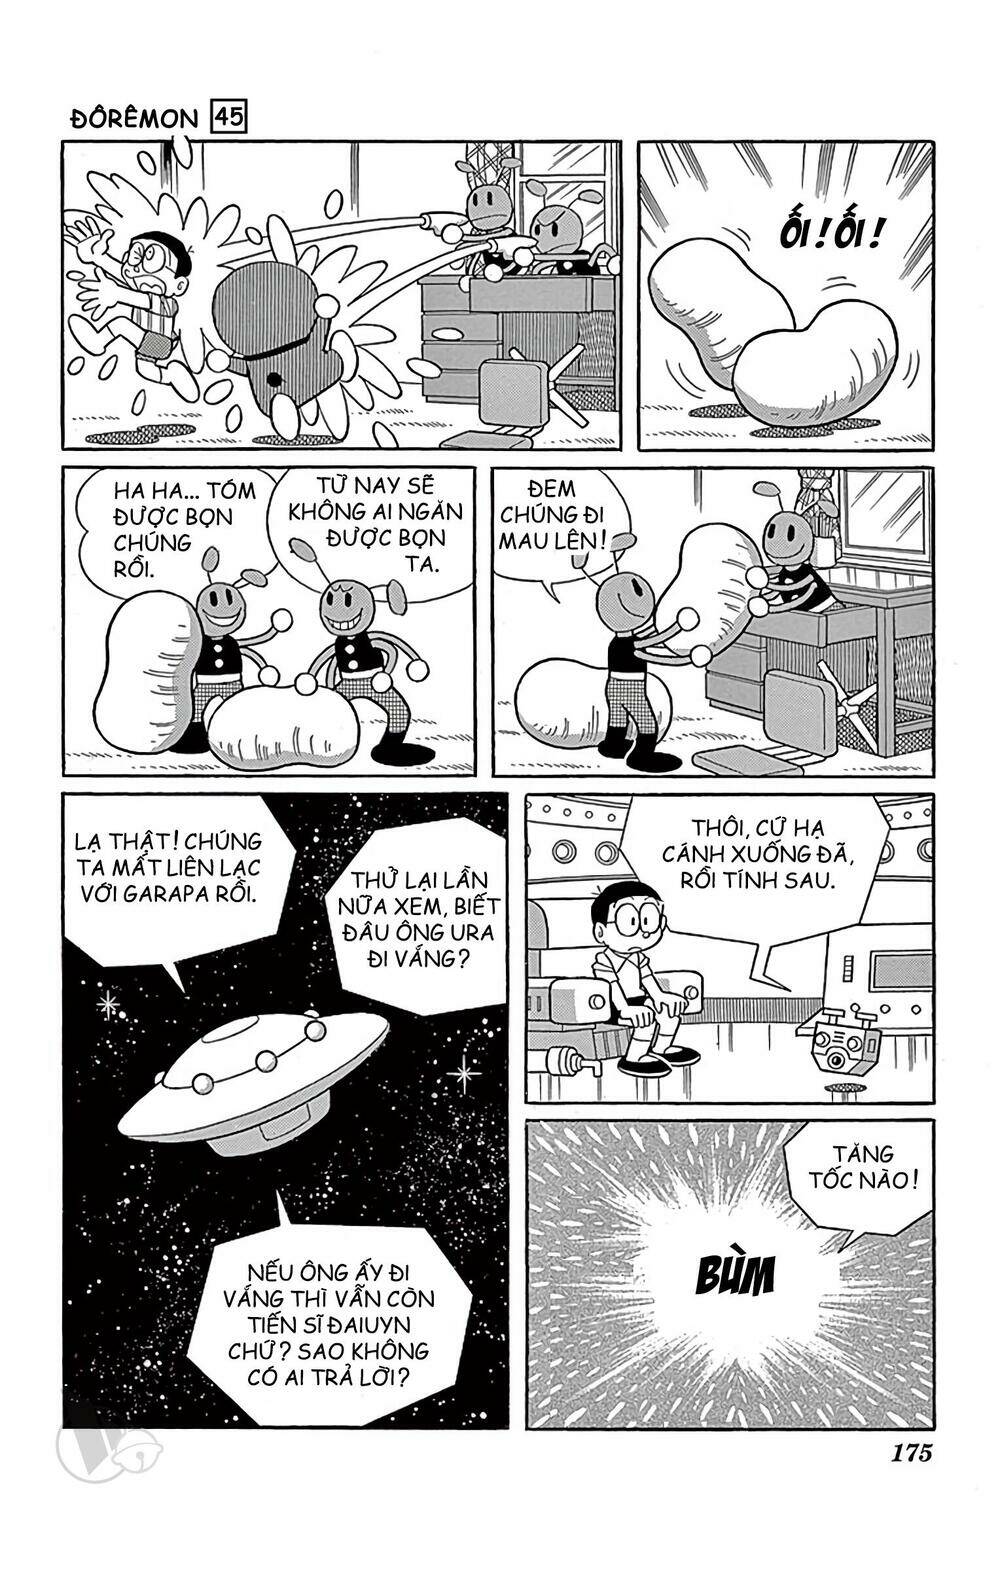 ĐÔRÊMON 45
ỐI! ỐI!
HA HA... TÓM
ĐƯỢC BỌN
CHÚNG
RỒI.
TỪ NAY SẼ
KHÔNG AI NGĂN
ĐƯỢC BỌN
TA.
ĐEM
CHÚNG ĐI
MAU LÊN!
LẠ THẬT! CHÚNG
TA MẤT LIÊN LẠC
VỚI GARAPA RỒI.
THỬ LẠI LẦN
NỮA XEM, BIẾT
ĐÂU ÔNG URA
ĐI VẮNG?
NẾU ÔNG ẤY ĐI
VẮNG THÌ VẪN CÒN
TIẾN SĨ ĐAIUYN
CHỨ? SAO KHÔNG
CÓ AI TRẢ LỜI?
THÔI, CỨ HẠ
CÁNH XUỐNG ĐÃ,
RỒI TÍNH SAU.
TĂNG
TỐC NÀO!
BÙM
175